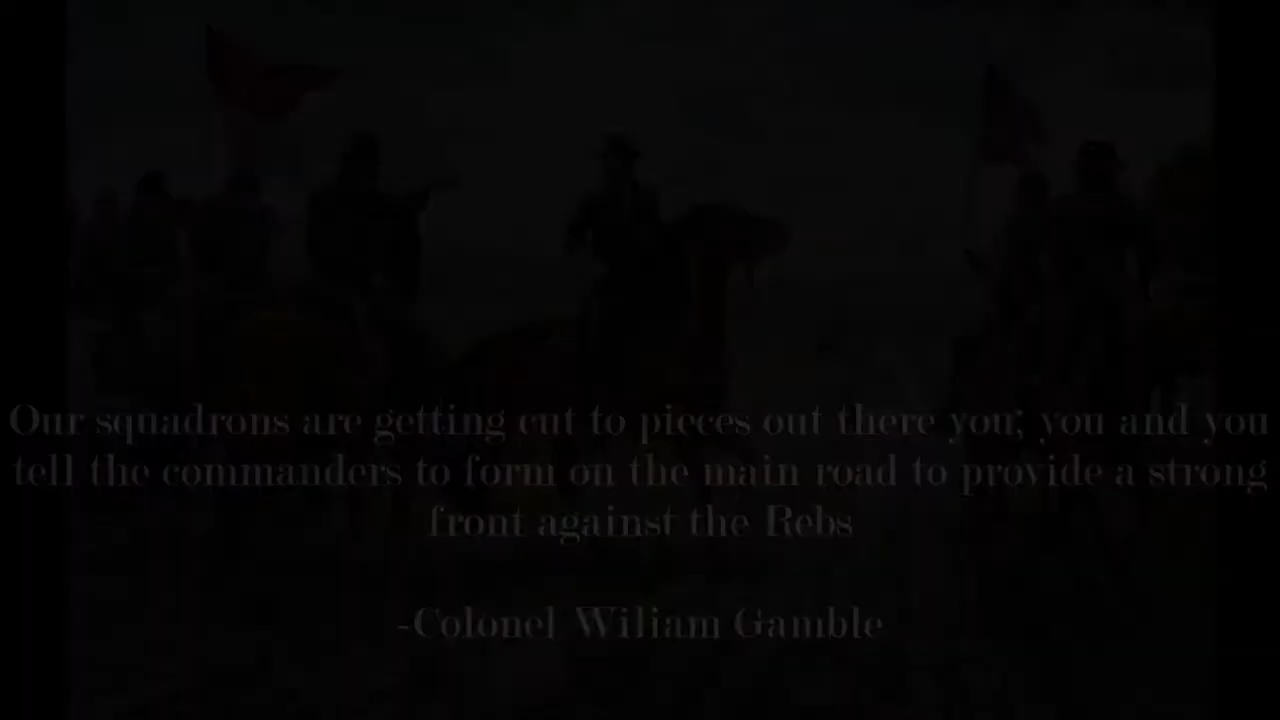 Our squadrons are getting cut to pieces out there you; you and you
tell the commanders to form on the main road to provide a strong
front against the Rebs
-Colonel Wiliam Gamble